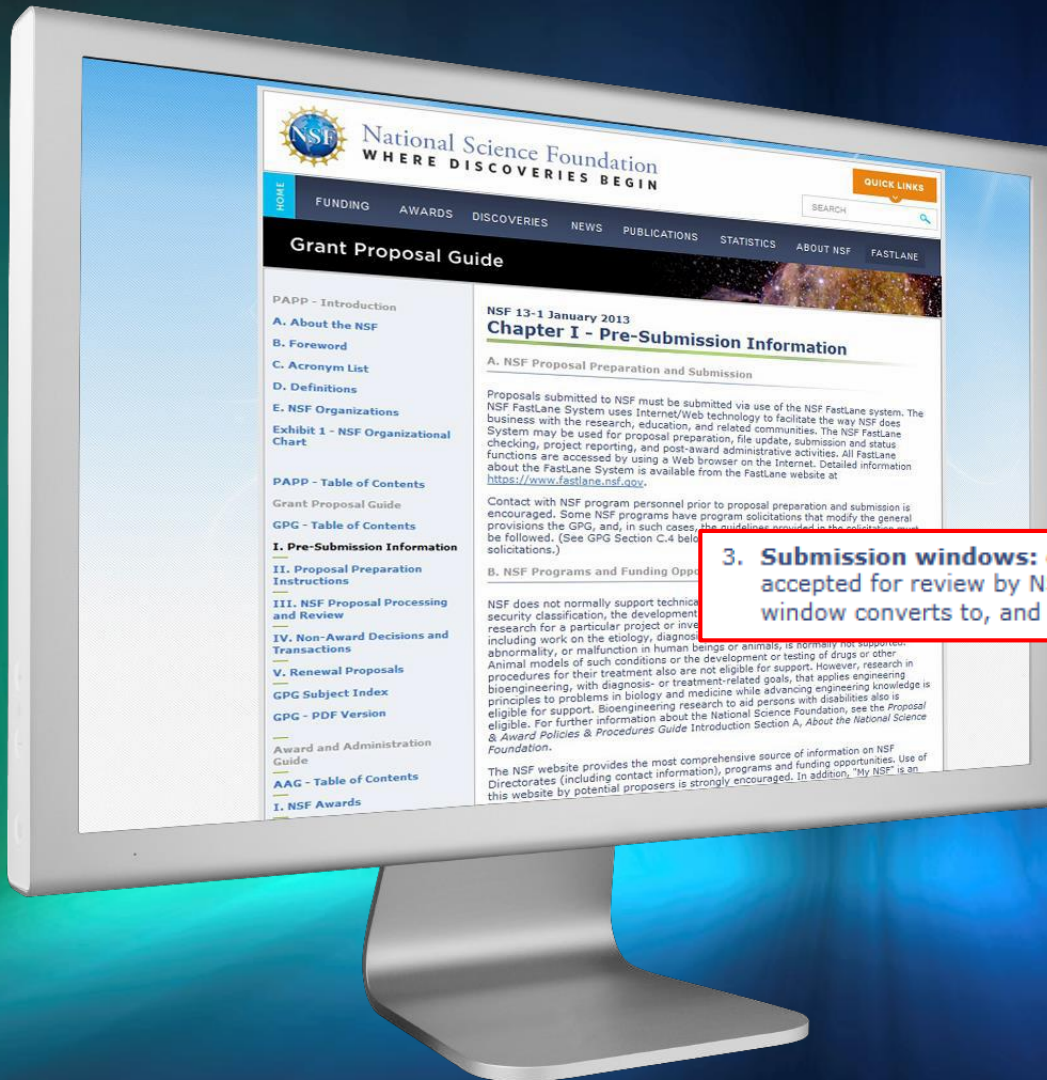 NSF
National Science Foundation
WHERE DISCOVERIES BEGIN
QUICK LINKS
SEARCH
HOME
FUNDING
AWARDS
DISCOVERIES
NEWS
PUBLICATIONS
STATISTICS
ABOUT NSF
FASTLANE
Grant Proposal Guide
PAPP - Introduction
A. About the NSF
B. Foreword
C. Acronym List
D. Definitions
E. NSF Organizations
Exhibit 1 - NSF Organizational
Chart
PAPP - Table of Contents
Grant Proposal Guide
GPG - Table of Contents
I. Pre-Submission Information
II. Proposal Preparation
Instructions
III. NSF Proposal Processing
and Review
IV. Non-Award Decisions and
Transactions
V. Renewal Proposals
GPG Subject Index
GPG - PDF Version
Award and Administration
Guide
AAG - Table of Contents
I. NSF Awards
NSF 13-1 January 2013
Chapter I - Pre-Submission Information
A. NSF Proposal Preparation and Submission
Proposals submitted to NSF must be submitted via use of the NSF FastLane system. The
NSF FastLane System uses Internet/Web technology to facilitate the way NSF does
business with the research, education, and related communities. The NSF FastLane
System may be used for proposal preparation, file update, submission and status
checking, project reporting, and post-award administrative activities. All FastLane
functions are accessed by using a Web browser on the Internet. Detailed information
about the FastLane System is available from the FastLane website at
https://www.fastlane.nsf.gov.
Contact with NSF program personnel prior to proposal preparation and submission is
encouraged. Some NSF programs have program solicitations that modify the general
provisions the GPG, and, in such cases, the guidelines provided in the solicitation must
be followed. (See GPG Section C.4 belo
solicitations.)
B. NSF Programs and Funding Oppo
NSF does not normally support technica
security classification, the development
research for a particular project or inve
including work on the etiology, diagnosi
abnormality, or malfunction in human beings or animals, is normally not supported.
Animal models of such conditions or the development or testing of drugs or other
procedures for their treatment also are not eligible for support. However, research in
bioengineering, with diagnosis- or treatment-related goals, that applies engineering
principles to problems in biology and medicine while advancing engineering knowledge is
eligible for support. Bioengineering research to aid persons with disabilities also is
eligible. For further information about the National Science Foundation, see the Proposal
& Award Policies & Procedures Guide Introduction Section A, About the National Science
Foundation.
The NSF website provides the most comprehensive source of information on NSF
Directorates (including contact information), programs and funding opportunities. Use of
this website by potential proposers is strongly encouraged. In addition, "My NSF" is an
3. Submission windows:
accepted for review by N
window converts to, and